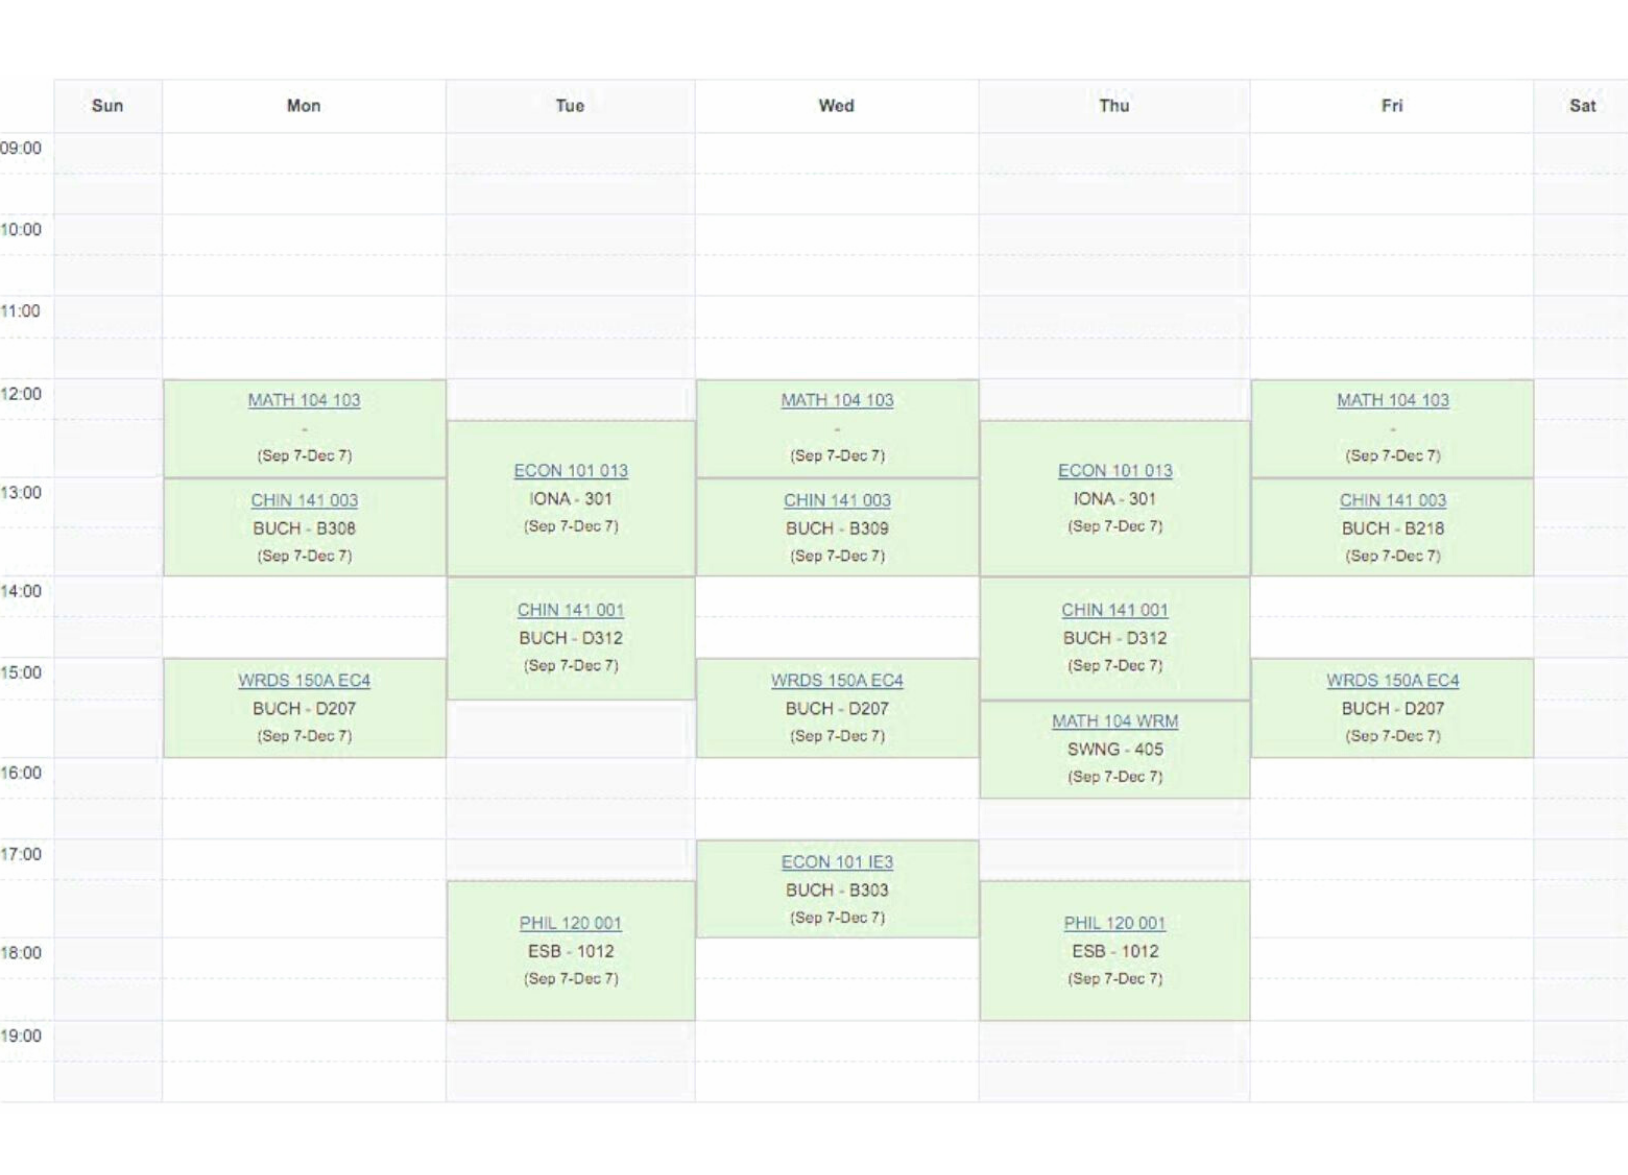 Sun Mon Tue Wed Thu Fri Sat
09:00
10:00
11:00
12:00
MATH 104 103
-
(Sep 7-Dec 7)
MATH 104 103
-
(Sep 7-Dec 7)
MATH 104 103
-
(Sep 7-Dec 7)
ECON 101 013
IONA - 301
(Sep 7-Dec 7)
ECON 101 013
IONA - 301
(Sep 7-Dec 7)
13:00
CHIN 141 003
BUCH - B308
(Sep 7-Dec 7)
CHIN 141 003
BUCH - B309
(Sep 7-Dec 7)
CHIN 141 003
BUCH - B218
(Sep 7-Dec 7)
14:00
CHIN 141 001
BUCH - D312
(Sep 7-Dec 7)
CHIN 141 001
BUCH - D312
(Sep 7-Dec 7)
15:00
WRDS 150A EC4
BUCH - D207
(Sep 7-Dec 7)
WRDS 150A EC4
BUCH - D207
(Sep 7-Dec 7)
WRDS 150A EC4
BUCH - D207
(Sep 7-Dec 7)
MATH 104 WRM
SWNG - 405
(Sep 7-Dec 7)
16:00
17:00
ECON 101 IE3
BUCH - B303
(Sep 7-Dec 7)
PHIL 120 001
ESB - 1012
(Sep 7-Dec 7)
PHIL 120 001
ESB - 1012
(Sep 7-Dec 7)
18:00
19:00